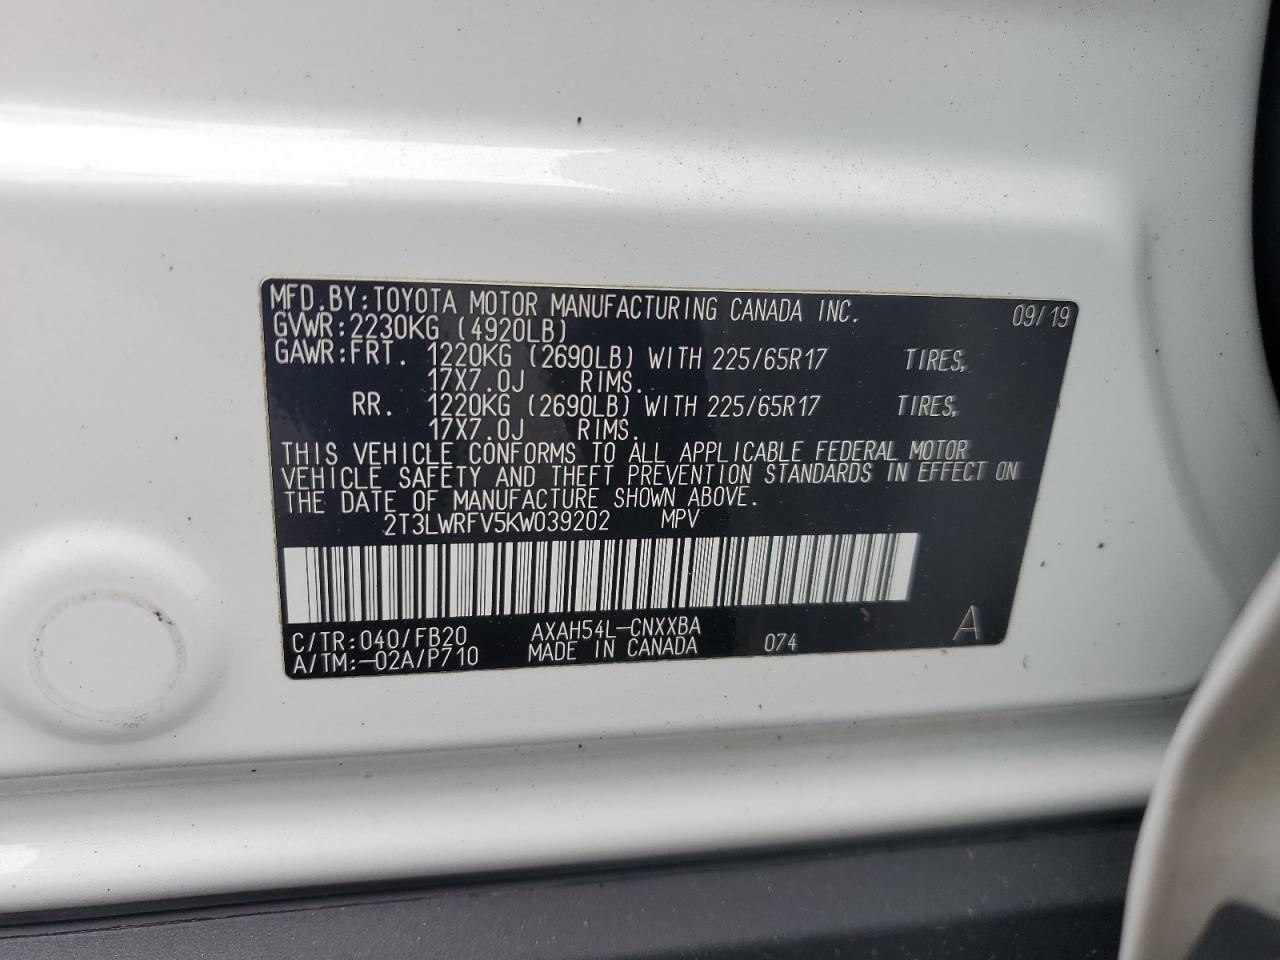 MFD.BY:TOYOTA MOTOR MANUFACTURING CANADA INC. 09/19
GVWR:2230KG (4920LB)
GAWR:FRT. 1220KG (2690LB) WITH 225/65R17 TIRES,
17X7.0J RIMS.
RR. 1220KG (2690LB) WITH 225/65R17 TIRES,
17X7.0J RIMS.
THIS VEHICLE CONFORMS TO ALL APPLICABLE FEDERAL MOTOR
VEHICLE SAFETY AND THEFT PREVENTION STANDARDS IN EFFECT ON
THE DATE OF MANUFACTURE SHOWN ABOVE.
2T3LWRFV5KW039202 MPV
C/TR:040/FB20 AXAH54L-CNXXBA
A/TM:-02A/P710 MADE IN CANADA 074 A